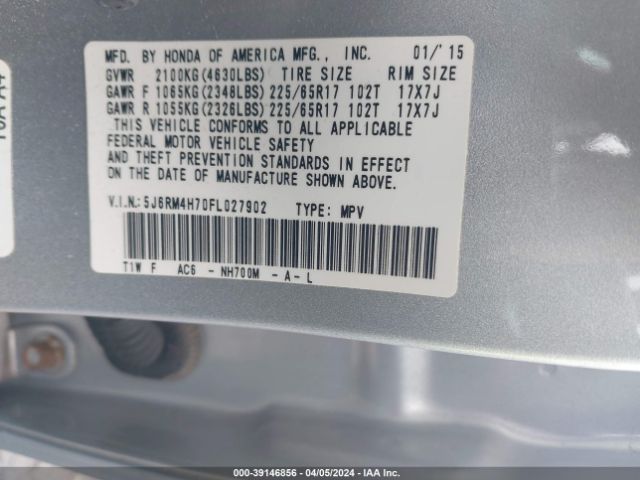 MFD. BY HONDA OF AMERICA MFG., INC. 01/'15
GVWR 2100KG(4630LBS) TIRE SIZE RIM SIZE
GAWR F 1065KG(2348LBS) 225/65R17 102T 17X7J
GAWR R 1055KG(2326LBS) 225/65R17 102T 17X7J
THIS VEHICLE CONFORMS TO ALL APPLICABLE
FEDERAL MOTOR VEHICLE SAFETY
AND THEFT PREVENTION STANDARDS IN EFFECT
ON THE DATE OF MANUFACTURE SHOWN ABOVE.
V.I.N.: 5J6RM4H70FL027902 TYPE: MPV
T1W F AC6 - NH700M - A - L
000-39146856 - 04/05/2024 - IAA Inc.